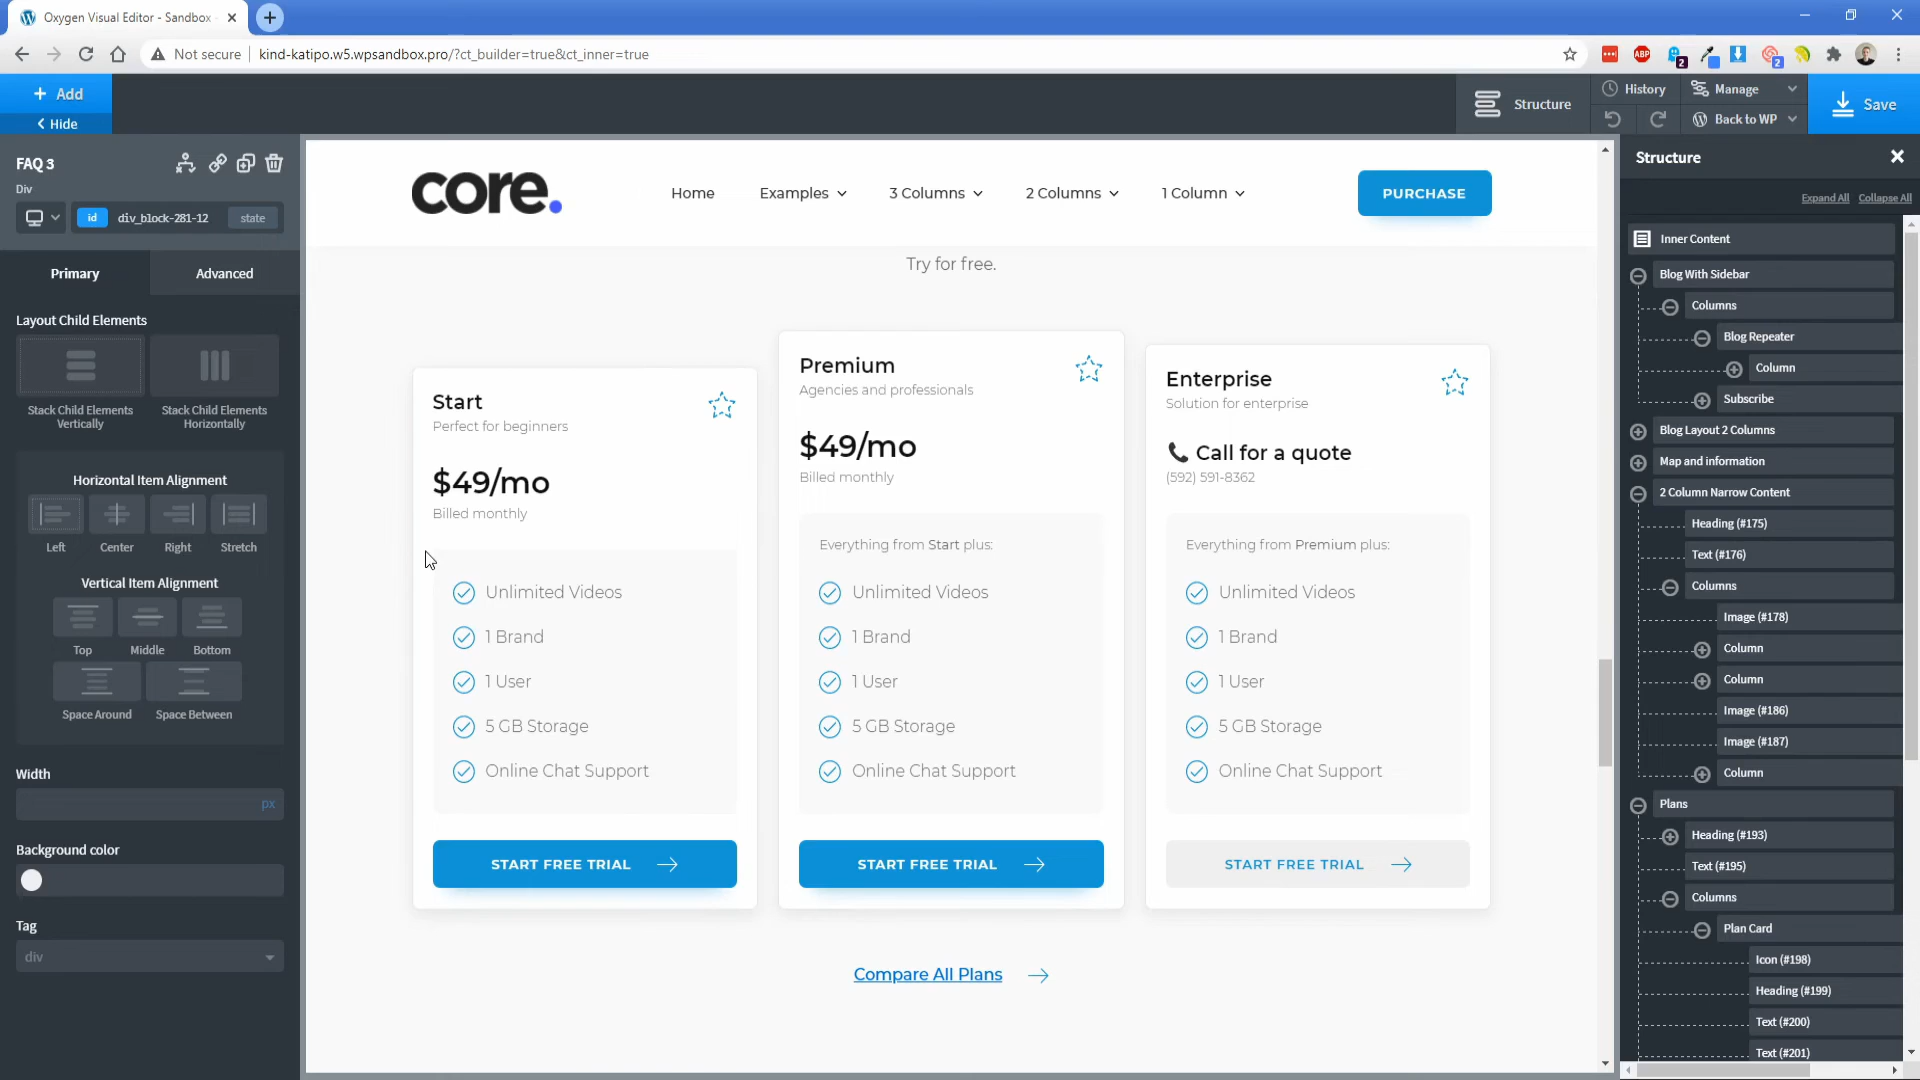 Oxygen Visual Editor - Sandbox
Not secure
kind-katipo.w5.wpsandbox.pro/?ct_builder=true&ct_inner=true
ABP
2
2
+ Add
Hide
Structure
History
Manage
Back to WP
Save
FAQ 3
Div
id
div_block-281-12
state
Primary
Advanced
Layout Child Elements
Stack Child Elements
Vertically
Stack Child Elements
Horizontally
Horizontal Item Alignment
Left
Center
Right
Stretch
Vertical Item Alignment
Top
Middle
Bottom
Space Around
Space Between
Width
px
Background color
Tag
div
core.
Home
Examples
3 Columns
2 Columns
1 Column
PURCHASE
Try for free.
Start
Perfect for beginners
$49/mo
Billed monthly
Unlimited Videos
1 Brand
1 User
5 GB Storage
Online Chat Support
START FREE TRIAL
Premium
Agencies and professionals
$49/mo
Billed monthly
Everything from Start plus:
Unlimited Videos
1 Brand
1 User
5 GB Storage
Online Chat Support
START FREE TRIAL
Enterprise
Solution for enterprise
Call for a quote
(592) 591-8362
Everything from Premium plus:
Unlimited Videos
1 Brand
1 User
5 GB Storage
Online Chat Support
START FREE TRIAL
Compare All Plans
Structure
Expand All
Collapse All
Inner Content
Blog With Sidebar
Columns
Blog Repeater
Column
Subscribe
Blog Layout 2 Columns
Map and information
2 Column Narrow Content
Heading (#175)
Text (#176)
Columns
Image (#178)
Column
Column
Image (#186)
Image (#187)
Column
Plans
Heading (#193)
Text (#195)
Columns
Plan Card
Icon (#198)
Heading (#199)
Text (#200)
Text (#201)